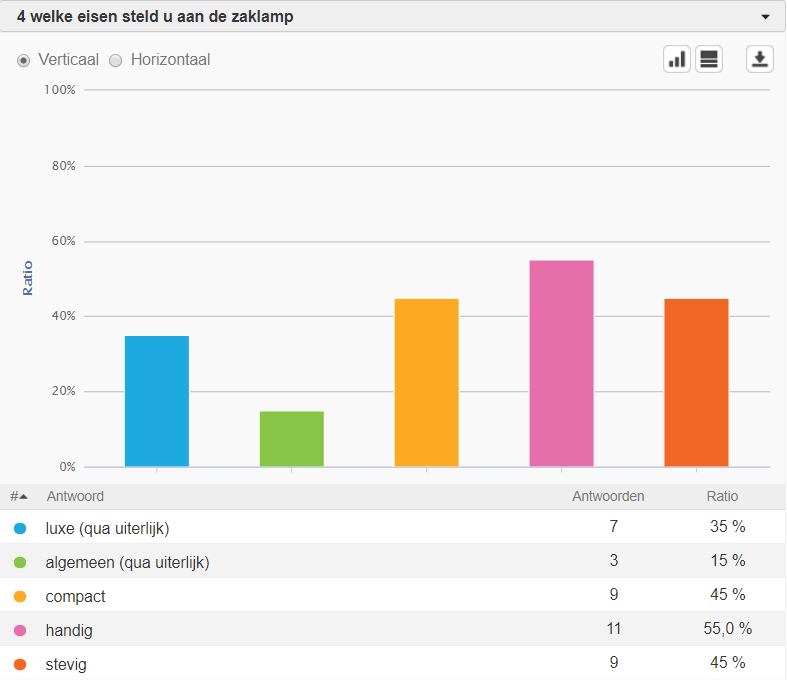 4 welke eisen steld u aan de zaklamp
Verticaal Horizontaal
100%
80%
60%
40%
20%
0%
Ratio
# Antwoord Antwoorden Ratio
luxe (qua uiterlijk) 7 35 %
algemeen (qua uiterlijk) 3 15 %
compact 9 45 %
handig 11 55,0 %
stevig 9 45 %